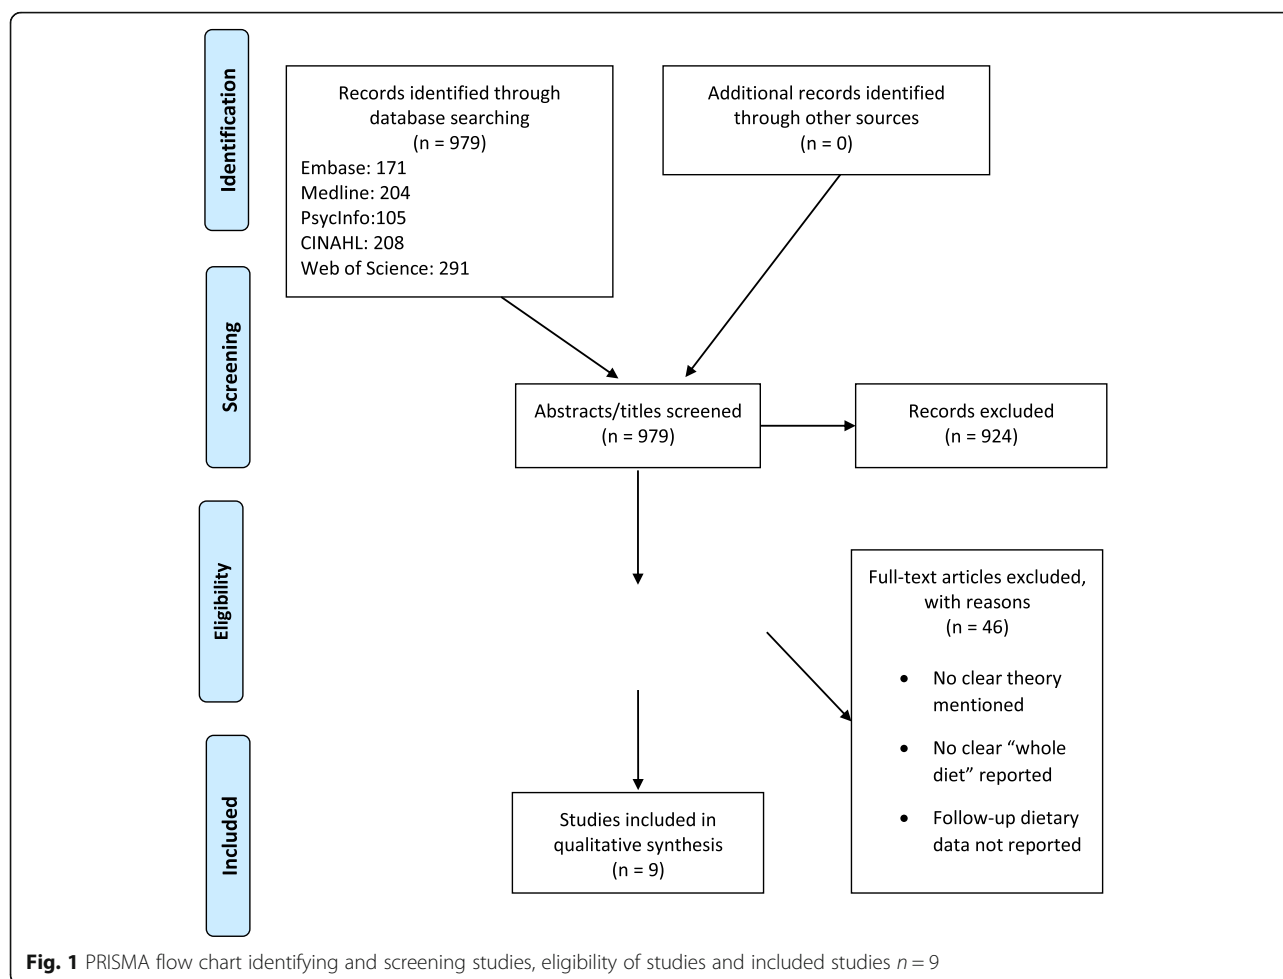 Identification
Records identified through
database searching
(n = 979)
Embase: 171
Medline: 204
PsycInfo:105
CINAHL: 208
Web of Science: 291
Additional records identified
through other sources
(n = 0)
Screening
Abstracts/titles screened
(n = 979)
Records excluded
(n = 924)
Eligibility
Full-text articles excluded,
with reasons
(n = 46)
• No clear theory
mentioned
• No clear “whole
diet” reported
• Follow-up dietary
data not reported
Included
Studies included in
qualitative synthesis
(n = 9)
Fig. 1 PRISMA flow chart identifying and screening studies, eligibility of studies and included studies n = 9